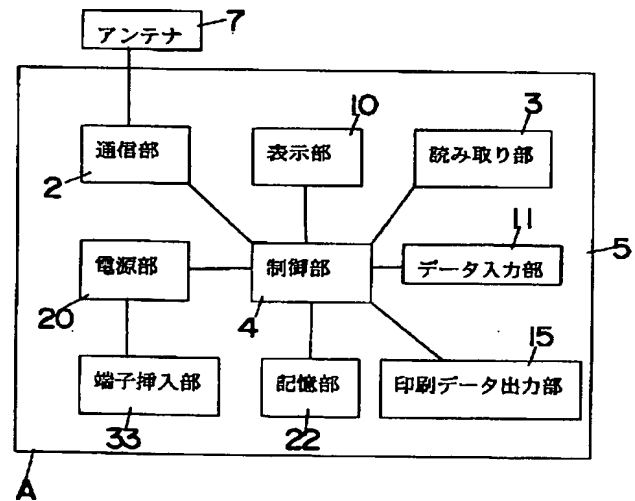 アンテナ 7
10 3
通信部 表示部 読み取り部
2
11
電源部 制御部 データ入力部 5
20 4
15
端子挿入部 記憶部 印刷データ出力部
33 22
A